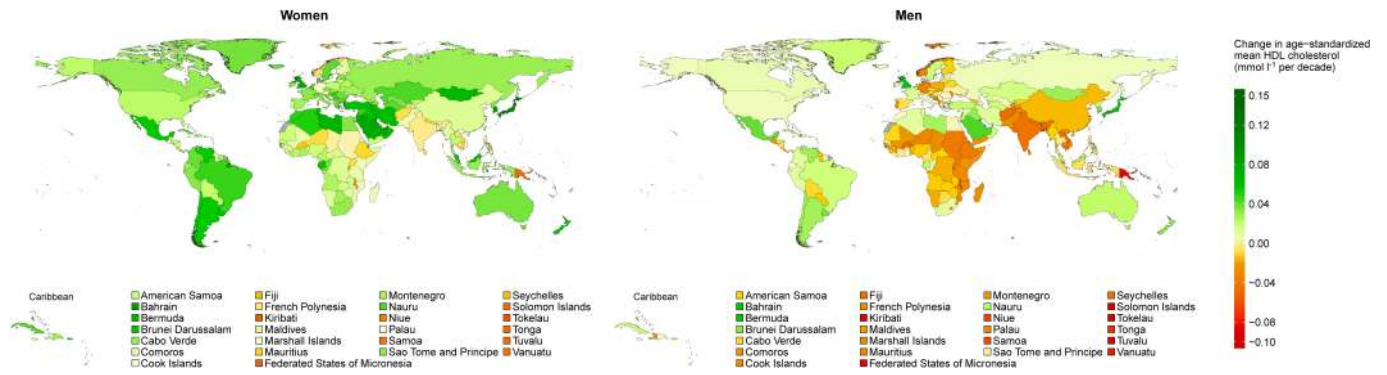 Women
Men
Change in age−standardized
mean HDL cholesterol
(mmol l⁻¹ per decade)
0.15
0.12
0.08
0.04
0.00
−0.04
−0.08
−0.10
Caribbean
American Samoa
Bahrain
Bermuda
Brunei Darussalam
Cabo Verde
Comoros
Cook Islands
Fiji
French Polynesia
Kiribati
Maldives
Marshall Islands
Mauritius
Federated States of Micronesia
Montenegro
Nauru
Niue
Palau
Samoa
Sao Tome and Principe
Seychelles
Solomon Islands
Tokelau
Tonga
Tuvalu
Vanuatu
Caribbean
American Samoa
Bahrain
Bermuda
Brunei Darussalam
Cabo Verde
Comoros
Cook Islands
Fiji
French Polynesia
Kiribati
Maldives
Marshall Islands
Mauritius
Federated States of Micronesia
Montenegro
Nauru
Niue
Palau
Samoa
Sao Tome and Principe
Seychelles
Solomon Islands
Tokelau
Tonga
Tuvalu
Vanuatu